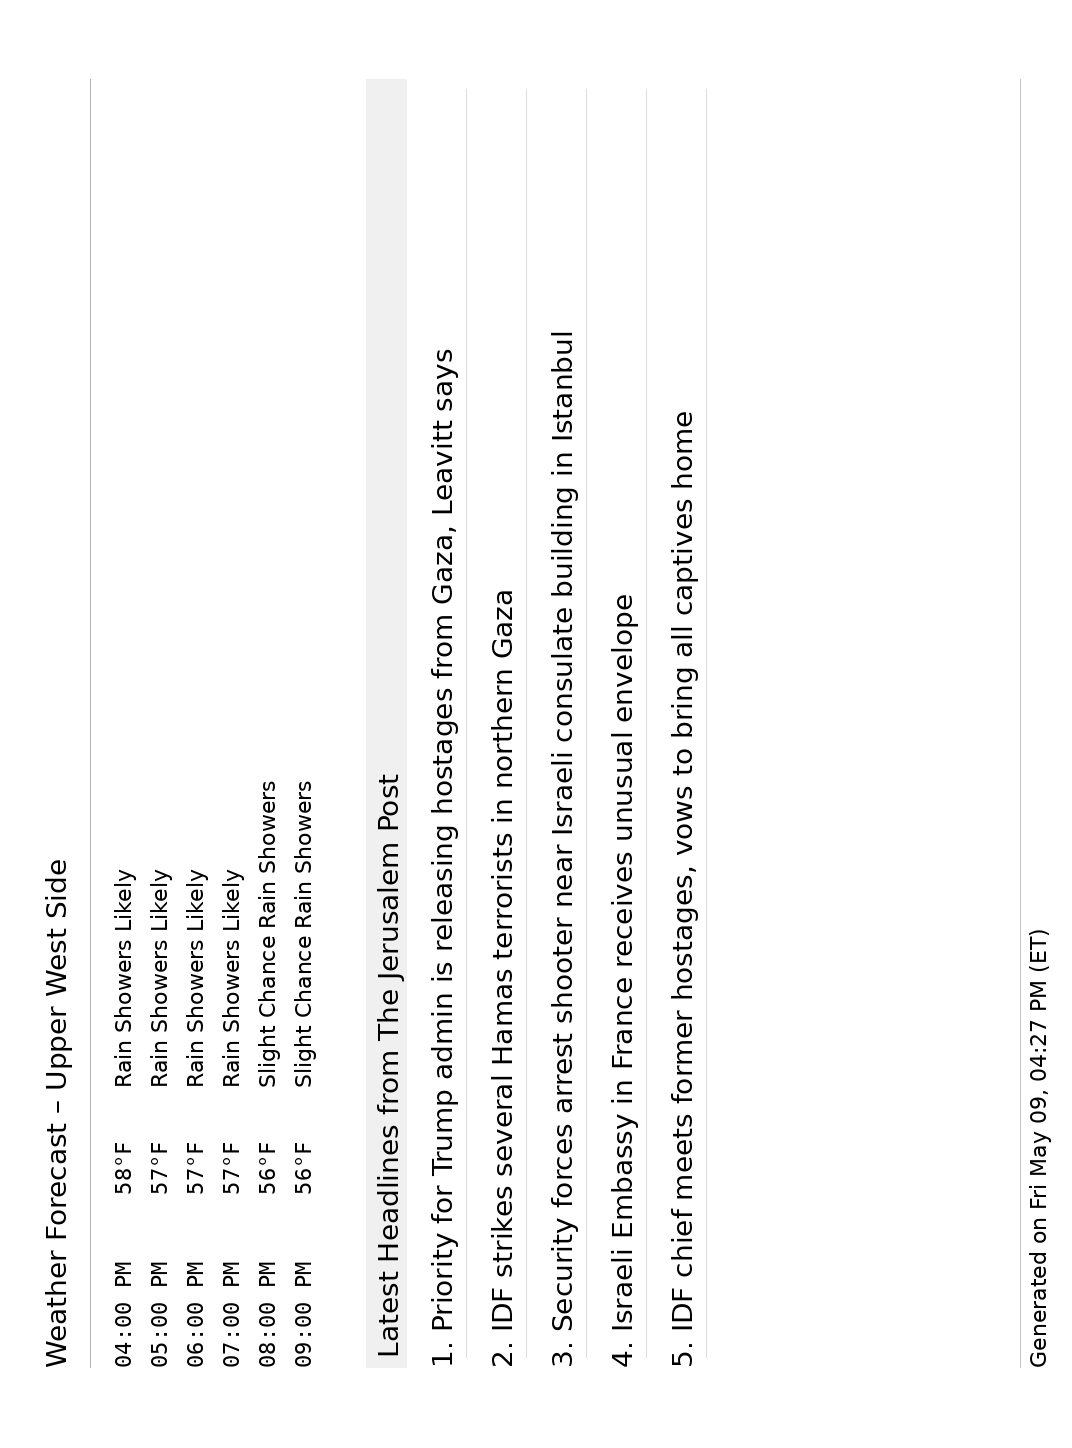 Weather Forecast – Upper West Side
04:00 PM 58°F Rain Showers Likely
05:00 PM 57°F Rain Showers Likely
06:00 PM 57°F Rain Showers Likely
07:00 PM 57°F Rain Showers Likely
08:00 PM 56°F Slight Chance Rain Showers
09:00 PM 56°F Slight Chance Rain Showers
Latest Headlines from The Jerusalem Post
1. Priority for Trump admin is releasing hostages from Gaza, Leavitt says
2. IDF strikes several Hamas terrorists in northern Gaza
3. Security forces arrest shooter near Israeli consulate building in Istanbul
4. Israeli Embassy in France receives unusual envelope
5. IDF chief meets former hostages, vows to bring all captives home
Generated on Fri May 09, 04:27 PM (ET)